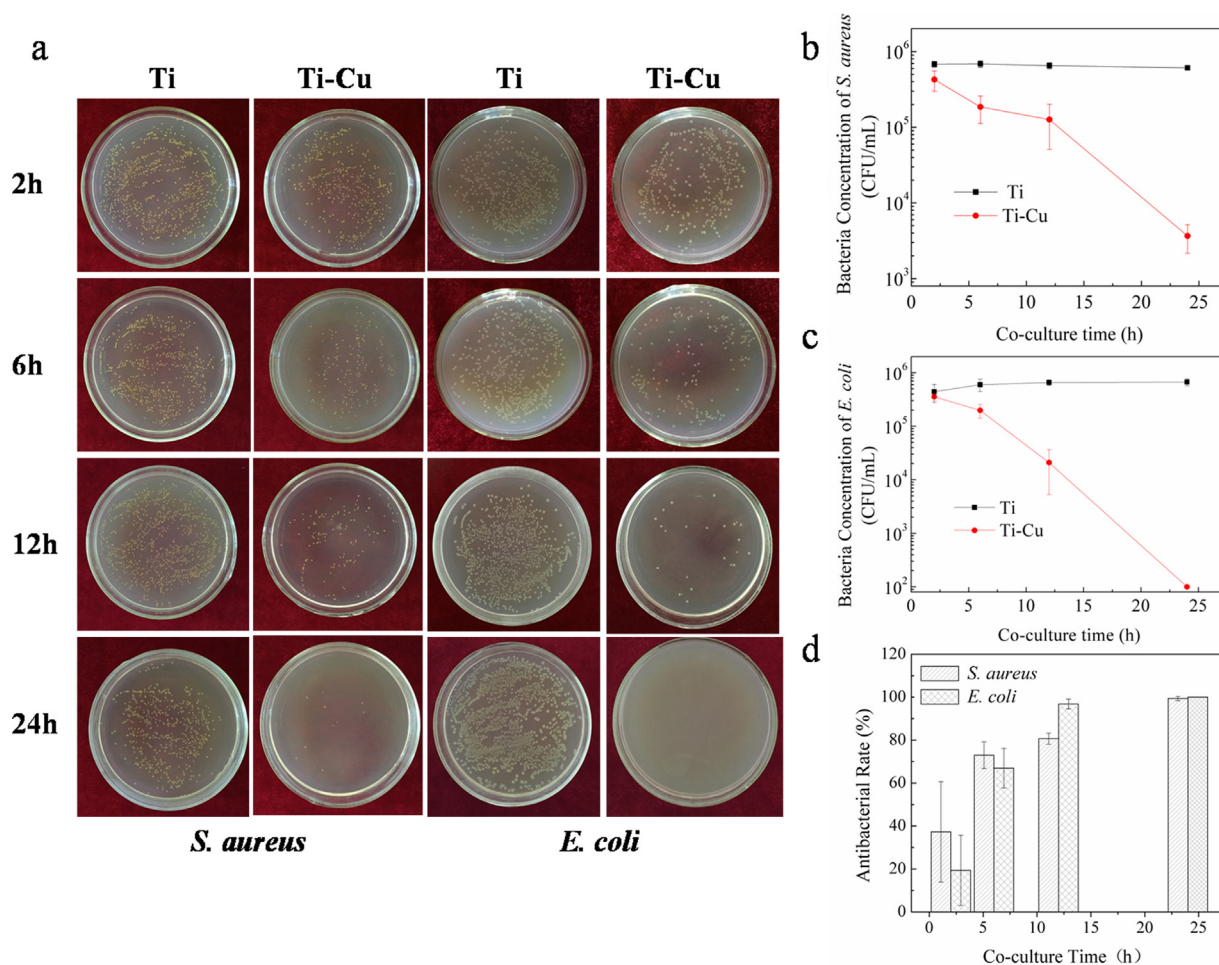 a
Ti Ti-Cu Ti Ti-Cu
2h
6h
12h
24h
S. aureus E. coli
b
Bacteria Concentration of S. aureus
(CFU/mL)
10^6
10^5
10^4
10^3
Ti
Ti-Cu
0 5 10 15 20 25
Co-culture time (h)
c
Bacteria Concentration of E. coli
(CFU/mL)
10^6
10^5
10^4
10^3
10^2
Ti
Ti-Cu
0 5 10 15 20 25
Co-culture time (h)
d
Antibacterial Rate (%)
120
100
80
60
40
20
0
S. aureus
E. coli
0 5 10 15 20 25
Co-culture Time (h)